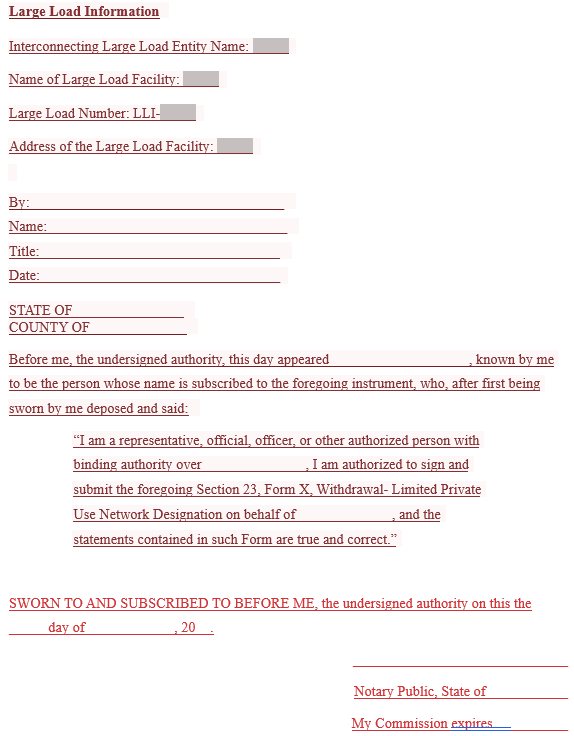 Large Load Information
Interconnecting Large Load Entity Name:
Name of Large Load Facility:
Large Load Number: LLI-
Address of the Large Load Facility:
By:
Name:
Title:
Date:
STATE OF
COUNTY OF
Before me, the undersigned authority, this day appeared                , known by me
to be the person whose name is subscribed to the foregoing instrument, who, after first being
sworn by me deposed and said:
“I am a representative, official, officer, or other authorized person with
binding authority over                , I am authorized to sign and
submit the foregoing Section 23, Form X, Withdrawal- Limited Private
Use Network Designation on behalf of                , and the
statements contained in such Form are true and correct.”
SWORN TO AND SUBSCRIBED TO BEFORE ME, the undersigned authority on this the
day of                , 20    .
Notary Public, State of
My Commission expires